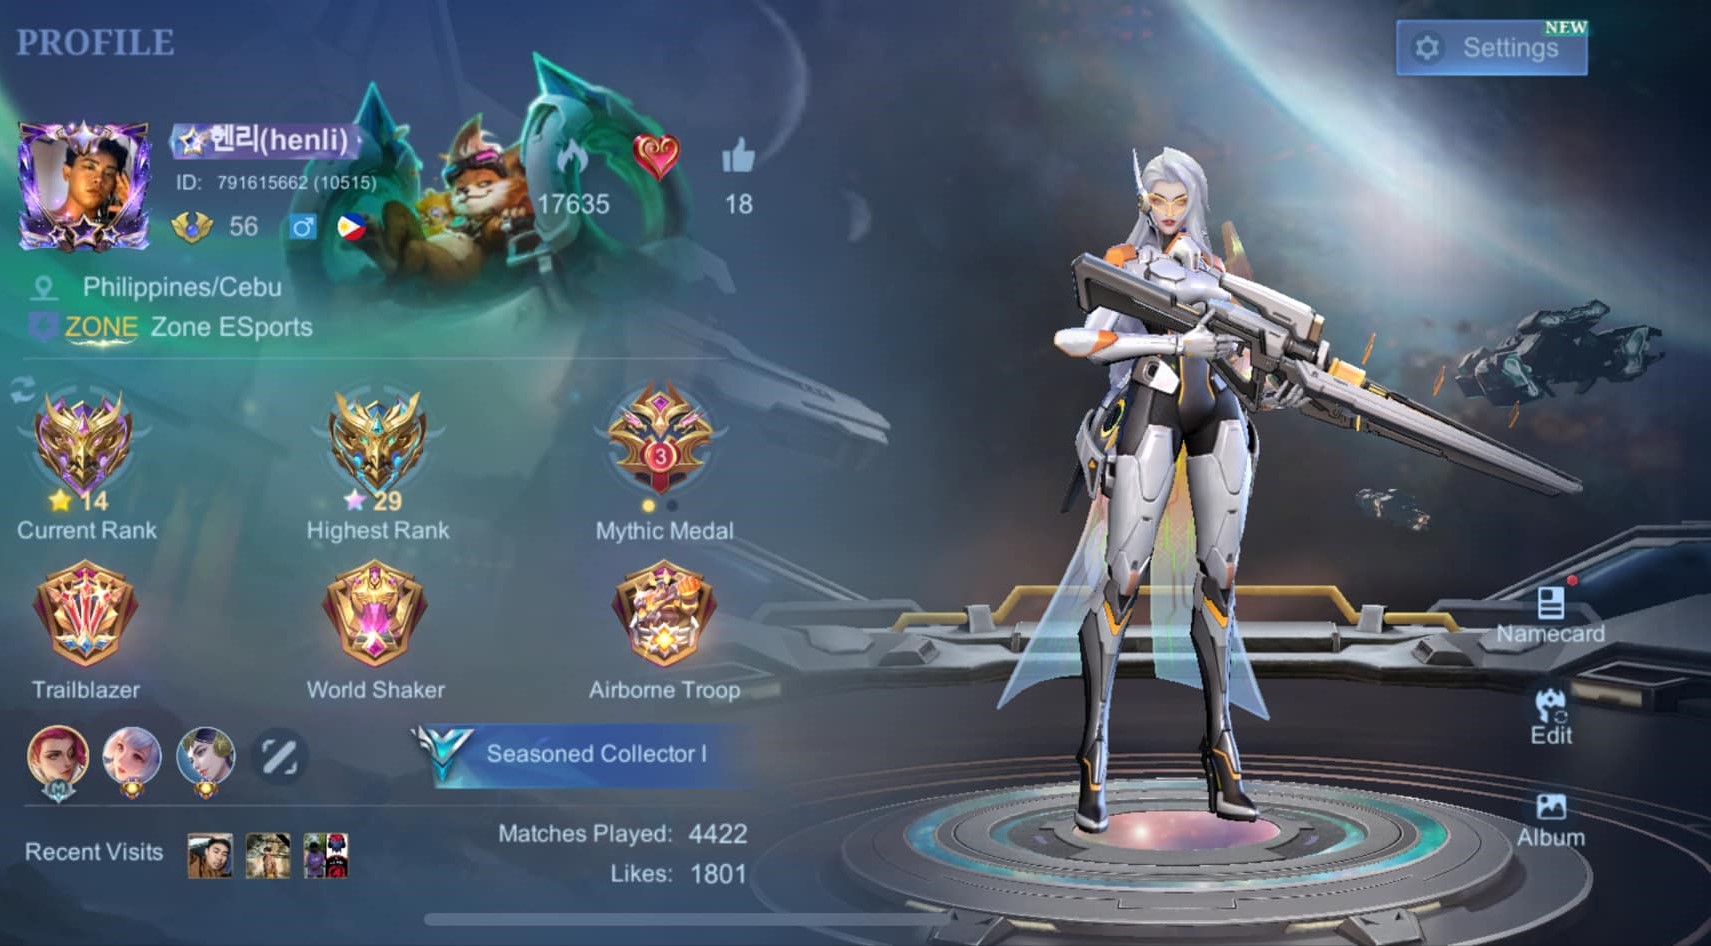 PROFILE
NEW
Settings
헨리(henli)
ID: 791615662 (10515)
56
17635
18
Philippines/Cebu
ZONE Zone ESports
14
29
3
Current Rank
Highest Rank
Mythic Medal
Trailblazer
World Shaker
Airborne Troop
M
Seasoned Collector I
Matches Played: 4422
Likes: 1801
Recent Visits
Namecard
Edit
Album